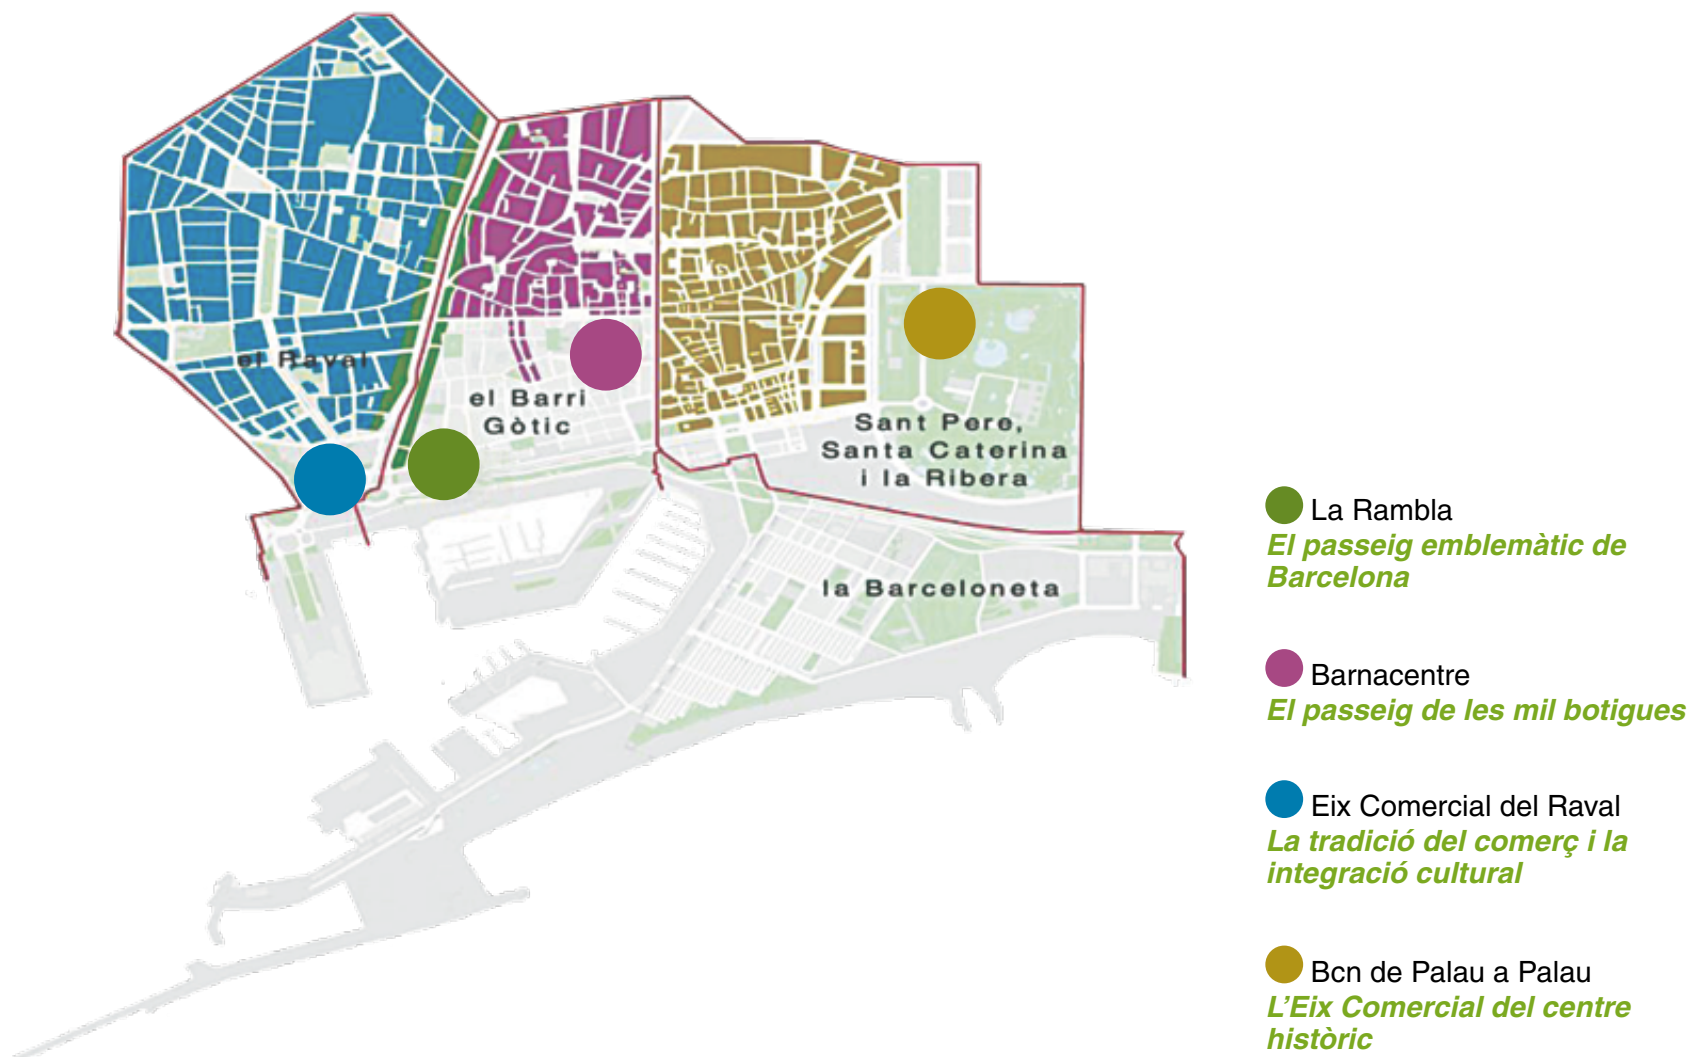 el Raval
el Barri
Gòtic
Sant Pere,
Santa Caterina
i la Ribera
la Barceloneta
La Rambla
El passeig emblemàtic de
Barcelona
Barnacentre
El passeig de les mil botigues
Eix Comercial del Raval
La tradició del comerç i la
integració cultural
Bcn de Palau a Palau
L’Eix Comercial del centre
històric